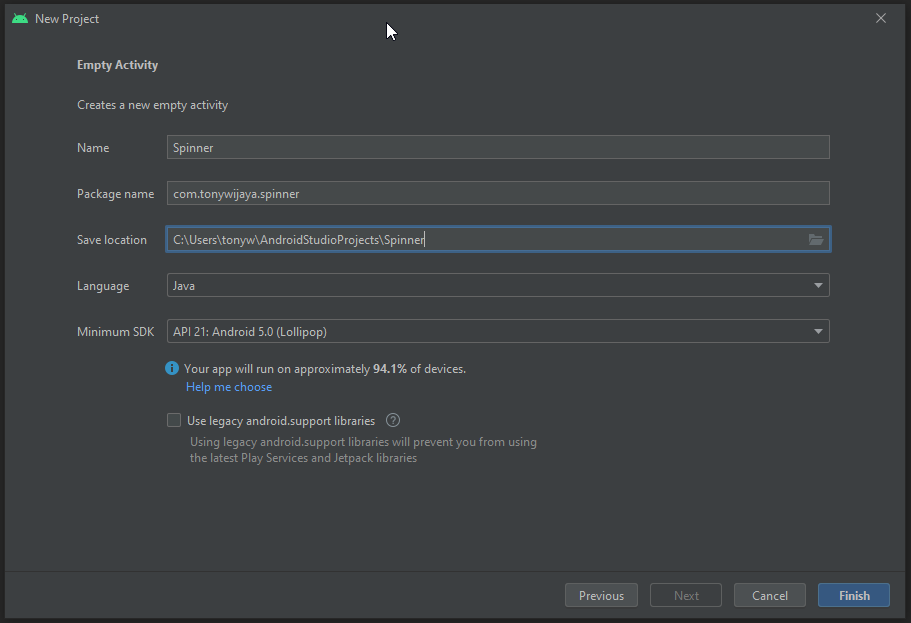 New Project
Empty Activity
Creates a new empty activity
Name Spinner
Package name com.tonywijaya.spinner
Save location C:\Users\tonyw\AndroidStudioProjects\Spinner
Language Java
Minimum SDK API 21: Android 5.0 (Lollipop)
Your app will run on approximately 94.1% of devices.
Help me choose
Use legacy android.support libraries ?
Using legacy android.support libraries will prevent you from using
the latest Play Services and Jetpack libraries
Previous Next Cancel Finish